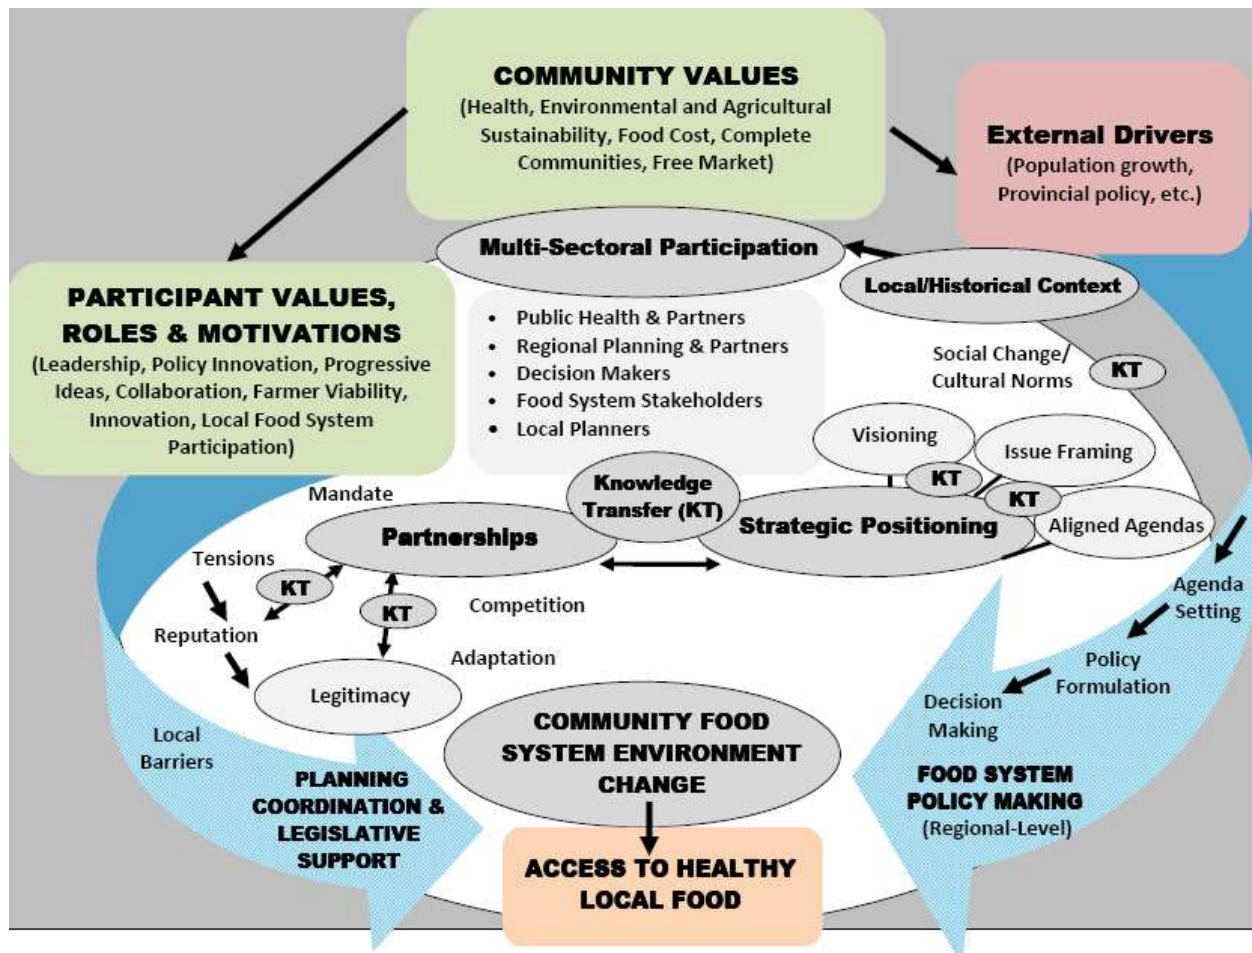 COMMUNITY VALUES
(Health, Environmental and Agricultural
Sustainability, Food Cost, Complete
Communities, Free Market)
External Drivers
(Population growth,
Provincial policy, etc.)
Multi-Sectoral Participation
Local/Historical Context
PARTICIPANT VALUES,
ROLES & MOTIVATIONS
(Leadership, Policy Innovation, Progressive
Ideas, Collaboration, Farmer Viability,
Innovation, Local Food System
Participation)
• Public Health & Partners
• Regional Planning & Partners
• Decision Makers
• Food System Stakeholders
• Local Planners
Social Change/
Cultural Norms
KT
Visioning
Issue Framing
KT
KT
Aligned Agendas
Knowledge
Transfer (KT)
Strategic Positioning
Mandate
Partnerships
Tensions
KT
KT
Competition
Reputation
Adaptation
Legitimacy
Agenda
Setting
Policy
Formulation
Decision
Making
Local
Barriers
PLANNING
COORDINATION &
LEGISLATIVE
SUPPORT
COMMUNITY FOOD
SYSTEM ENVIRONMENT
CHANGE
FOOD SYSTEM
POLICY MAKING
(Regional-Level)
ACCESS TO HEALTHY
LOCAL FOOD